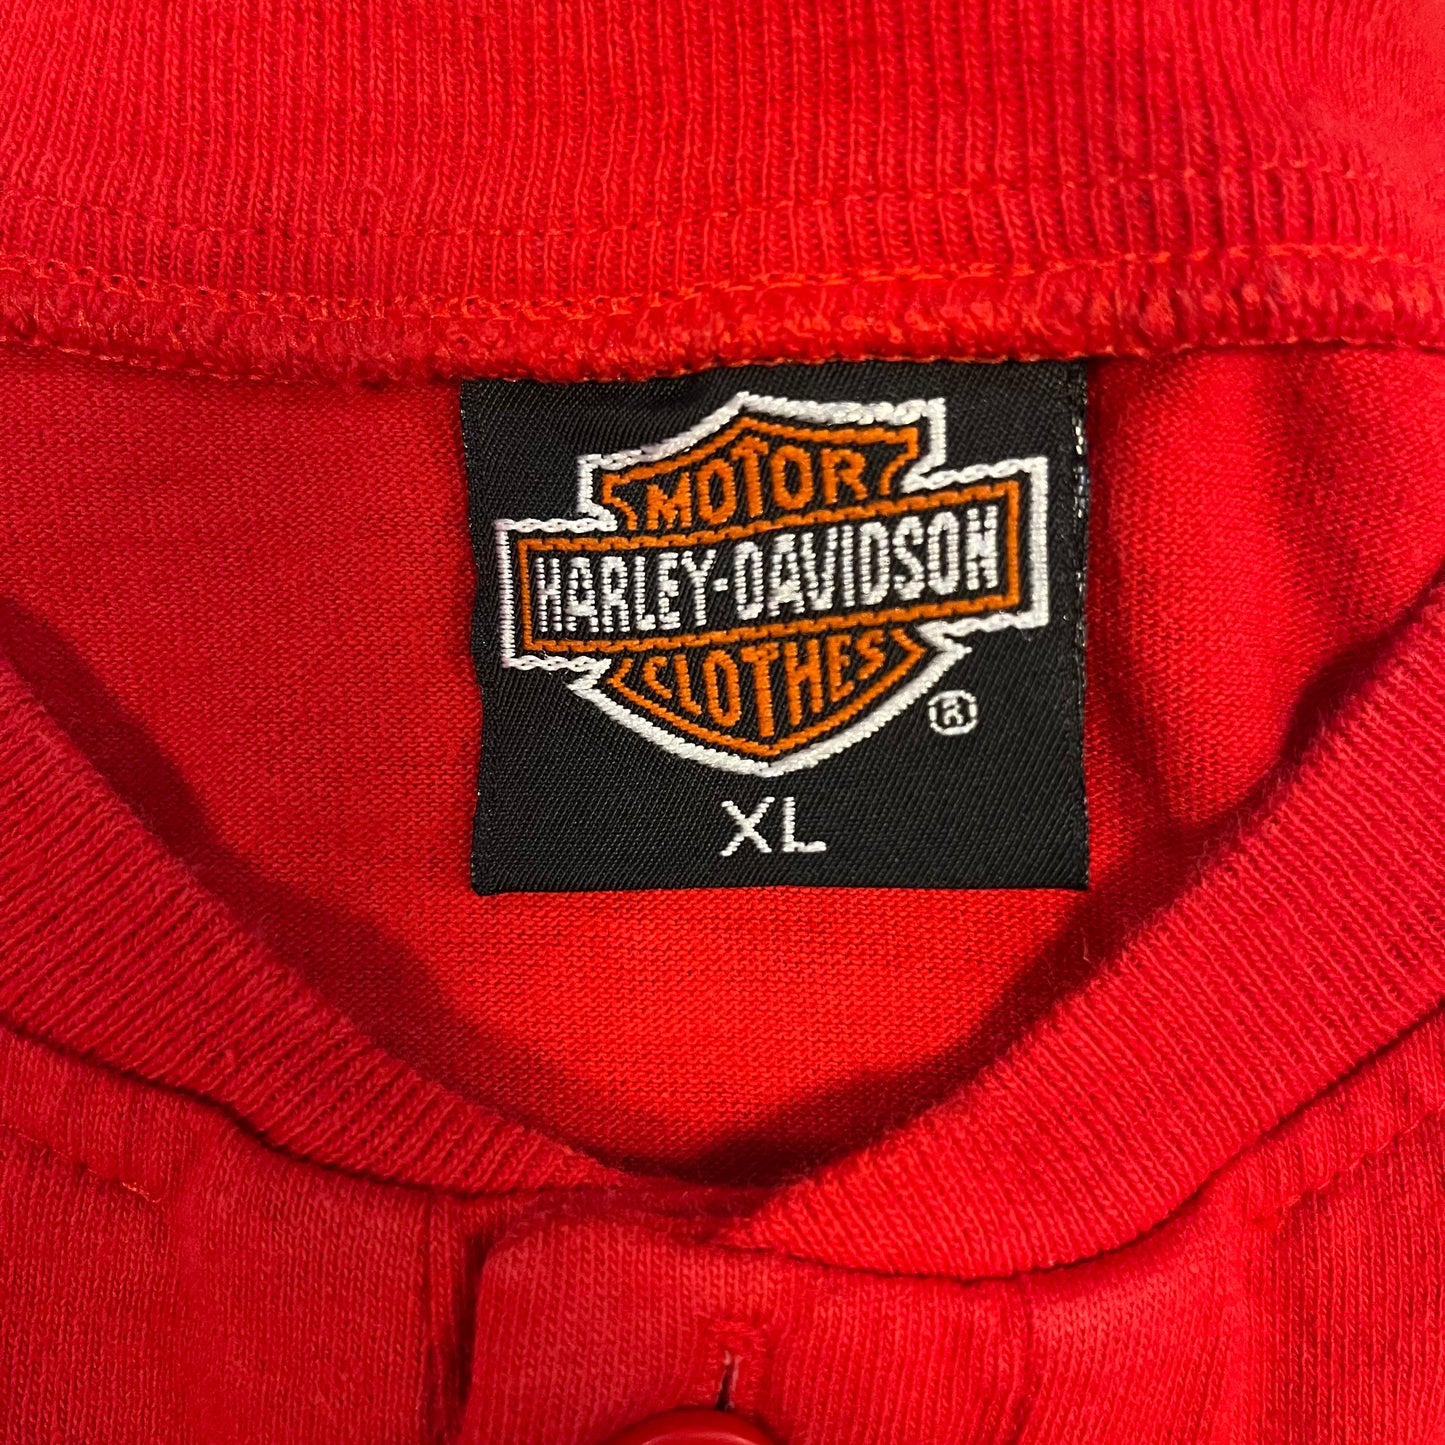 MOTOR
HARLEY-DAVIDSON
CLOTHES
®
XL